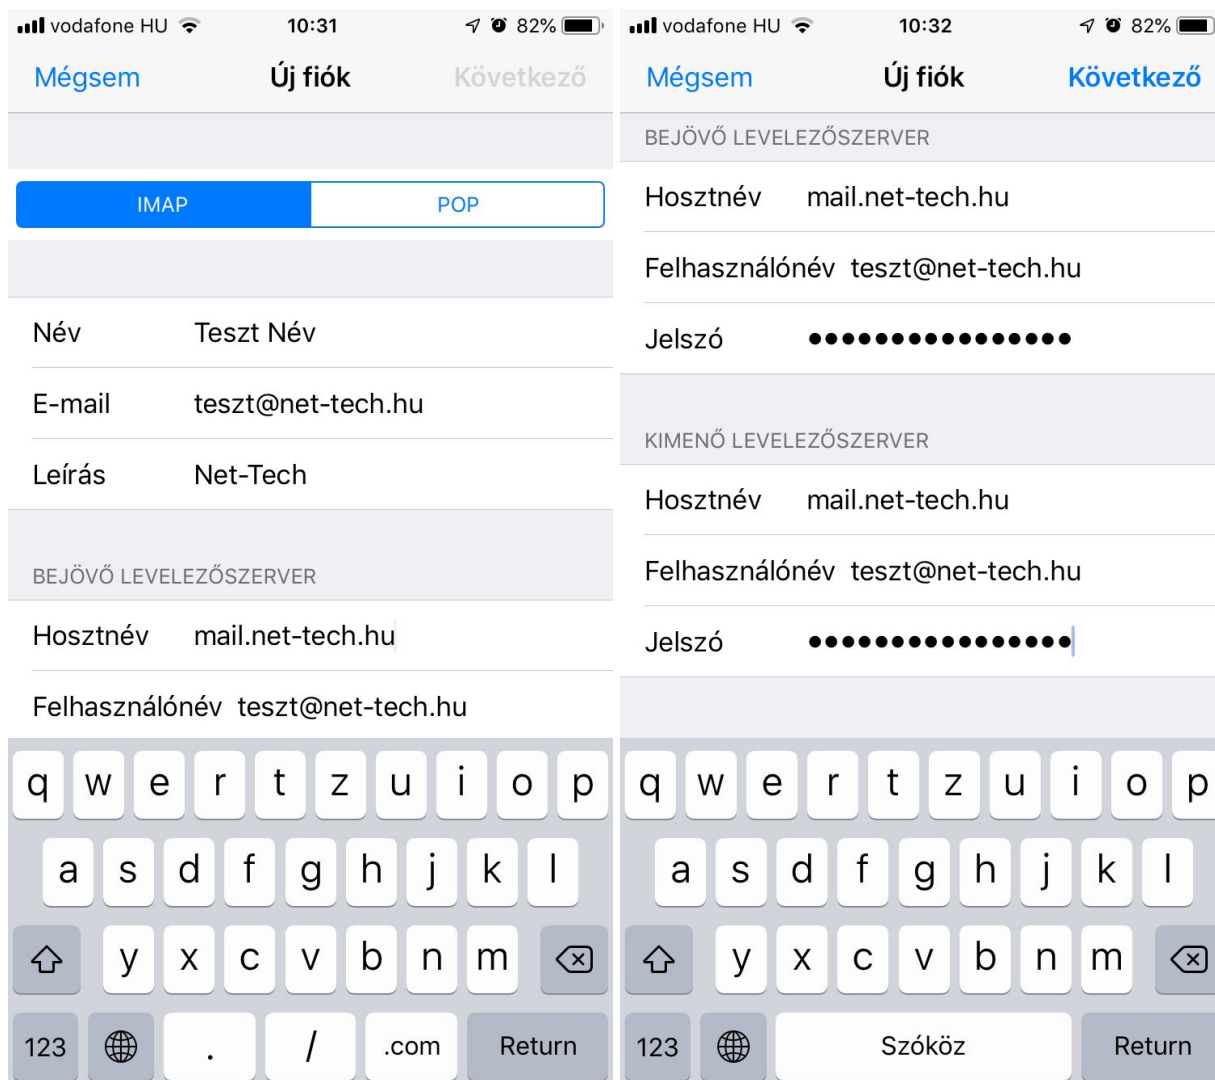 vodafone HU 10:31 82%
Mégsem Új fiók Következő
IMAP POP
Név Teszt Név
E-mail teszt@net-tech.hu
Leírás Net-Tech
BEJÖVŐ LEVELEZŐSZERVER
Hosztnév mail.net-tech.hu
Felhasználónév teszt@net-tech.hu
q w e r t z u i o p
a s d f g h j k l
y x c v b n m
123 . / .com Return
vodafone HU 10:32 82%
Mégsem Új fiók Következő
BEJÖVŐ LEVELEZŐSZERVER
Hosztnév mail.net-tech.hu
Felhasználónév teszt@net-tech.hu
Jelszó ●●●●●●●●●●●●●●●●
KIMENŐ LEVELEZŐSZERVER
Hosztnév mail.net-tech.hu
Felhasználónév teszt@net-tech.hu
Jelszó ●●●●●●●●●●●●●●●●
q w e r t z u i o p
a s d f g h j k l
y x c v b n m
123 Szóköz Return